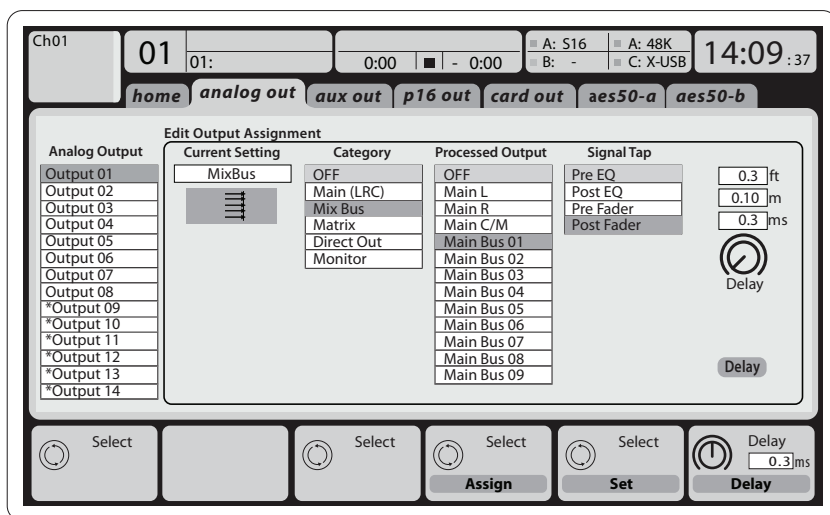 Ch01
01
01:
0:00
- 0:00
A: S16
B: -
A: 48K
C: X-USB
14:09 :37
home
analog out
aux out
p16 out
card out
aes50-a
aes50-b
Edit Output Assignment
Analog Output
Current Setting
Category
Processed Output
Signal Tap
Output 01
Output 02
Output 03
Output 04
Output 05
Output 06
Output 07
Output 08
*Output 09
*Output 10
*Output 11
*Output 12
*Output 13
*Output 14
MixBus
OFF
Main (LRC)
Mix Bus
Matrix
Direct Out
Monitor
OFF
Main L
Main R
Main C/M
Main Bus 01
Main Bus 02
Main Bus 03
Main Bus 04
Main Bus 05
Main Bus 06
Main Bus 07
Main Bus 08
Main Bus 09
Pre EQ
Post EQ
Pre Fader
Post Fader
0.3 ft
0.10 m
0.3 ms
Delay
Delay
Select
Select
Select
Assign
Select
Set
Delay
0.3 ms
Delay